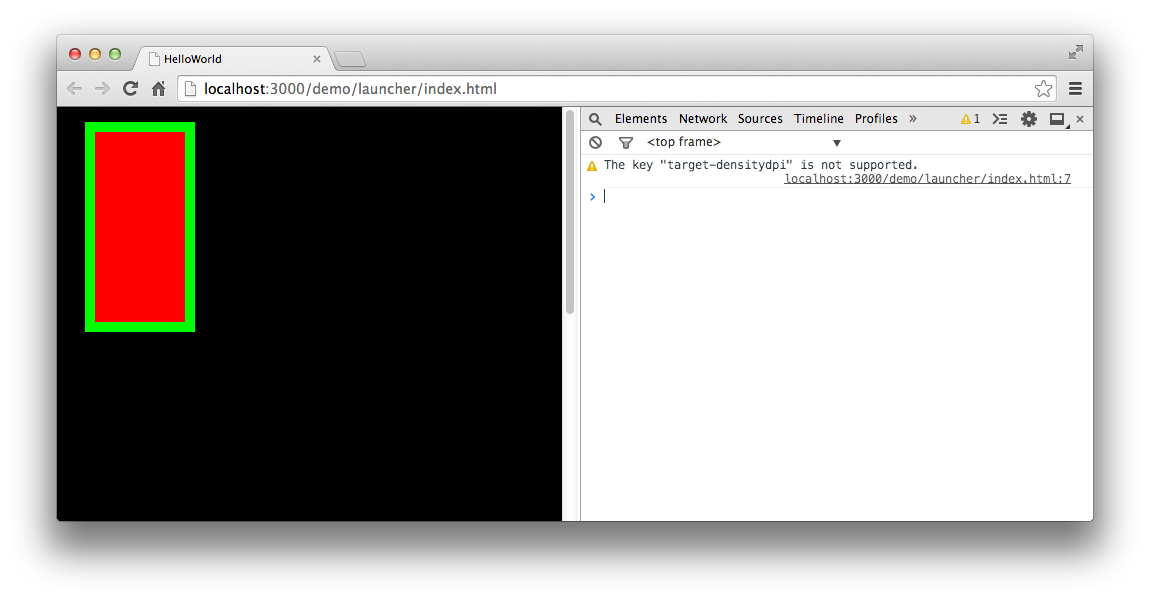 HelloWorld
localhost:3000/demo/launcher/index.html
Elements Network Sources Timeline Profiles » 1
<top frame>
The key "target-densitydpi" is not supported.
localhost:3000/demo/launcher/index.html:7
>